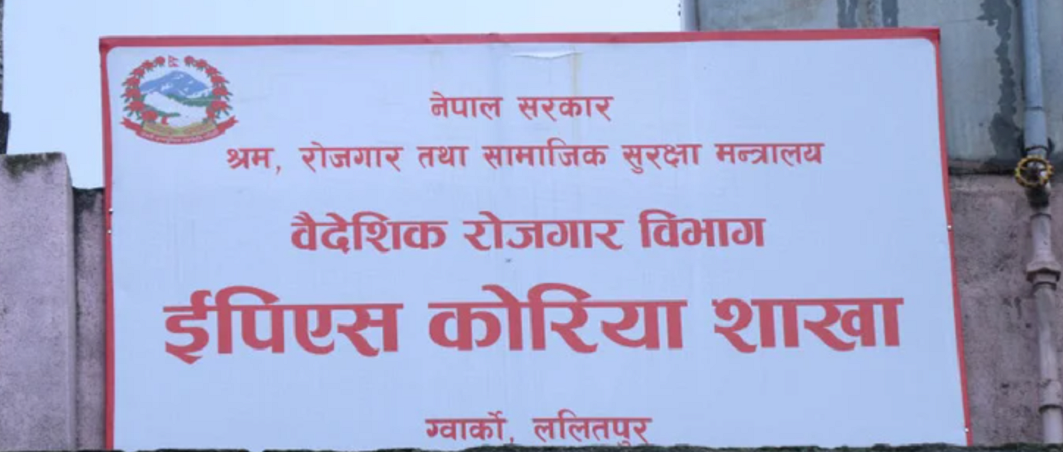 नेपाल सरकार
श्रम, रोजगार तथा सामाजिक सुरक्षा मन्त्रालय
वैदेशिक रोजगार विभाग
ईपिएस कोरिया शाखा
ग्वार्को, ललितपुर